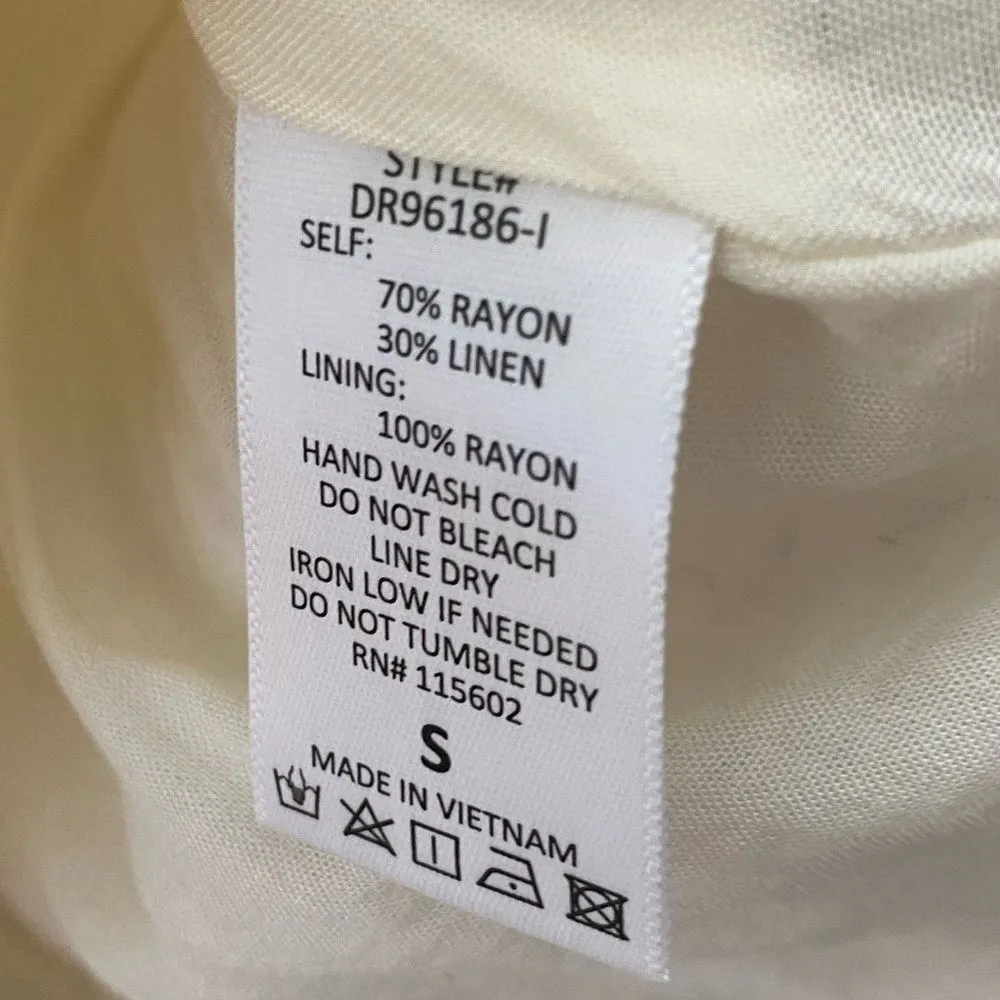 STYLE#
DR96186-I
SELF:
70% RAYON
30% LINEN
LINING:
100% RAYON
HAND WASH COLD
DO NOT BLEACH
LINE DRY
IRON LOW IF NEEDED
DO NOT TUMBLE DRY
RN# 115602
S
MADE IN VIETNAM